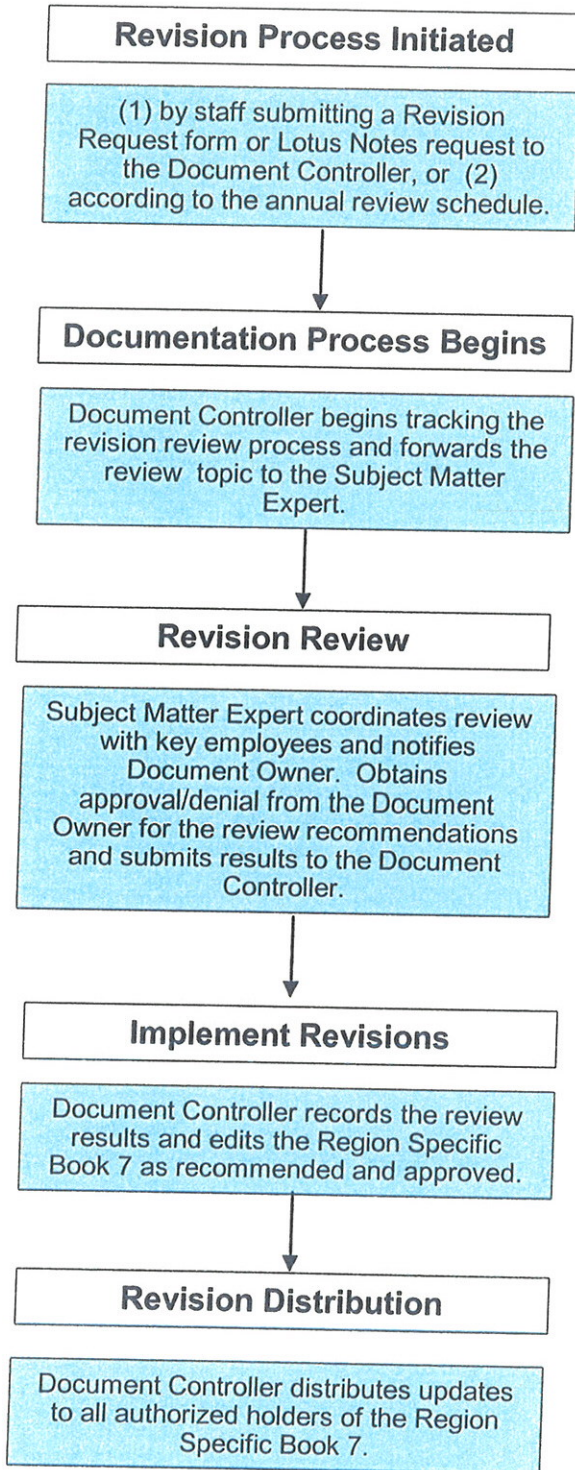 Revision Process Initiated
(1) by staff submitting a Revision
Request form or Lotus Notes request to
the Document Controller, or (2)
according to the annual review schedule.
Documentation Process Begins
Document Controller begins tracking the
revision review process and forwards the
review topic to the Subject Matter
Expert.
Revision Review
Subject Matter Expert coordinates review
with key employees and notifies
Document Owner. Obtains
approval/denial from the Document
Owner for the review recommendations
and submits results to the Document
Controller.
Implement Revisions
Document Controller records the review
results and edits the Region Specific
Book 7 as recommended and approved.
Revision Distribution
Document Controller distributes updates
to all authorized holders of the Region
Specific Book 7.